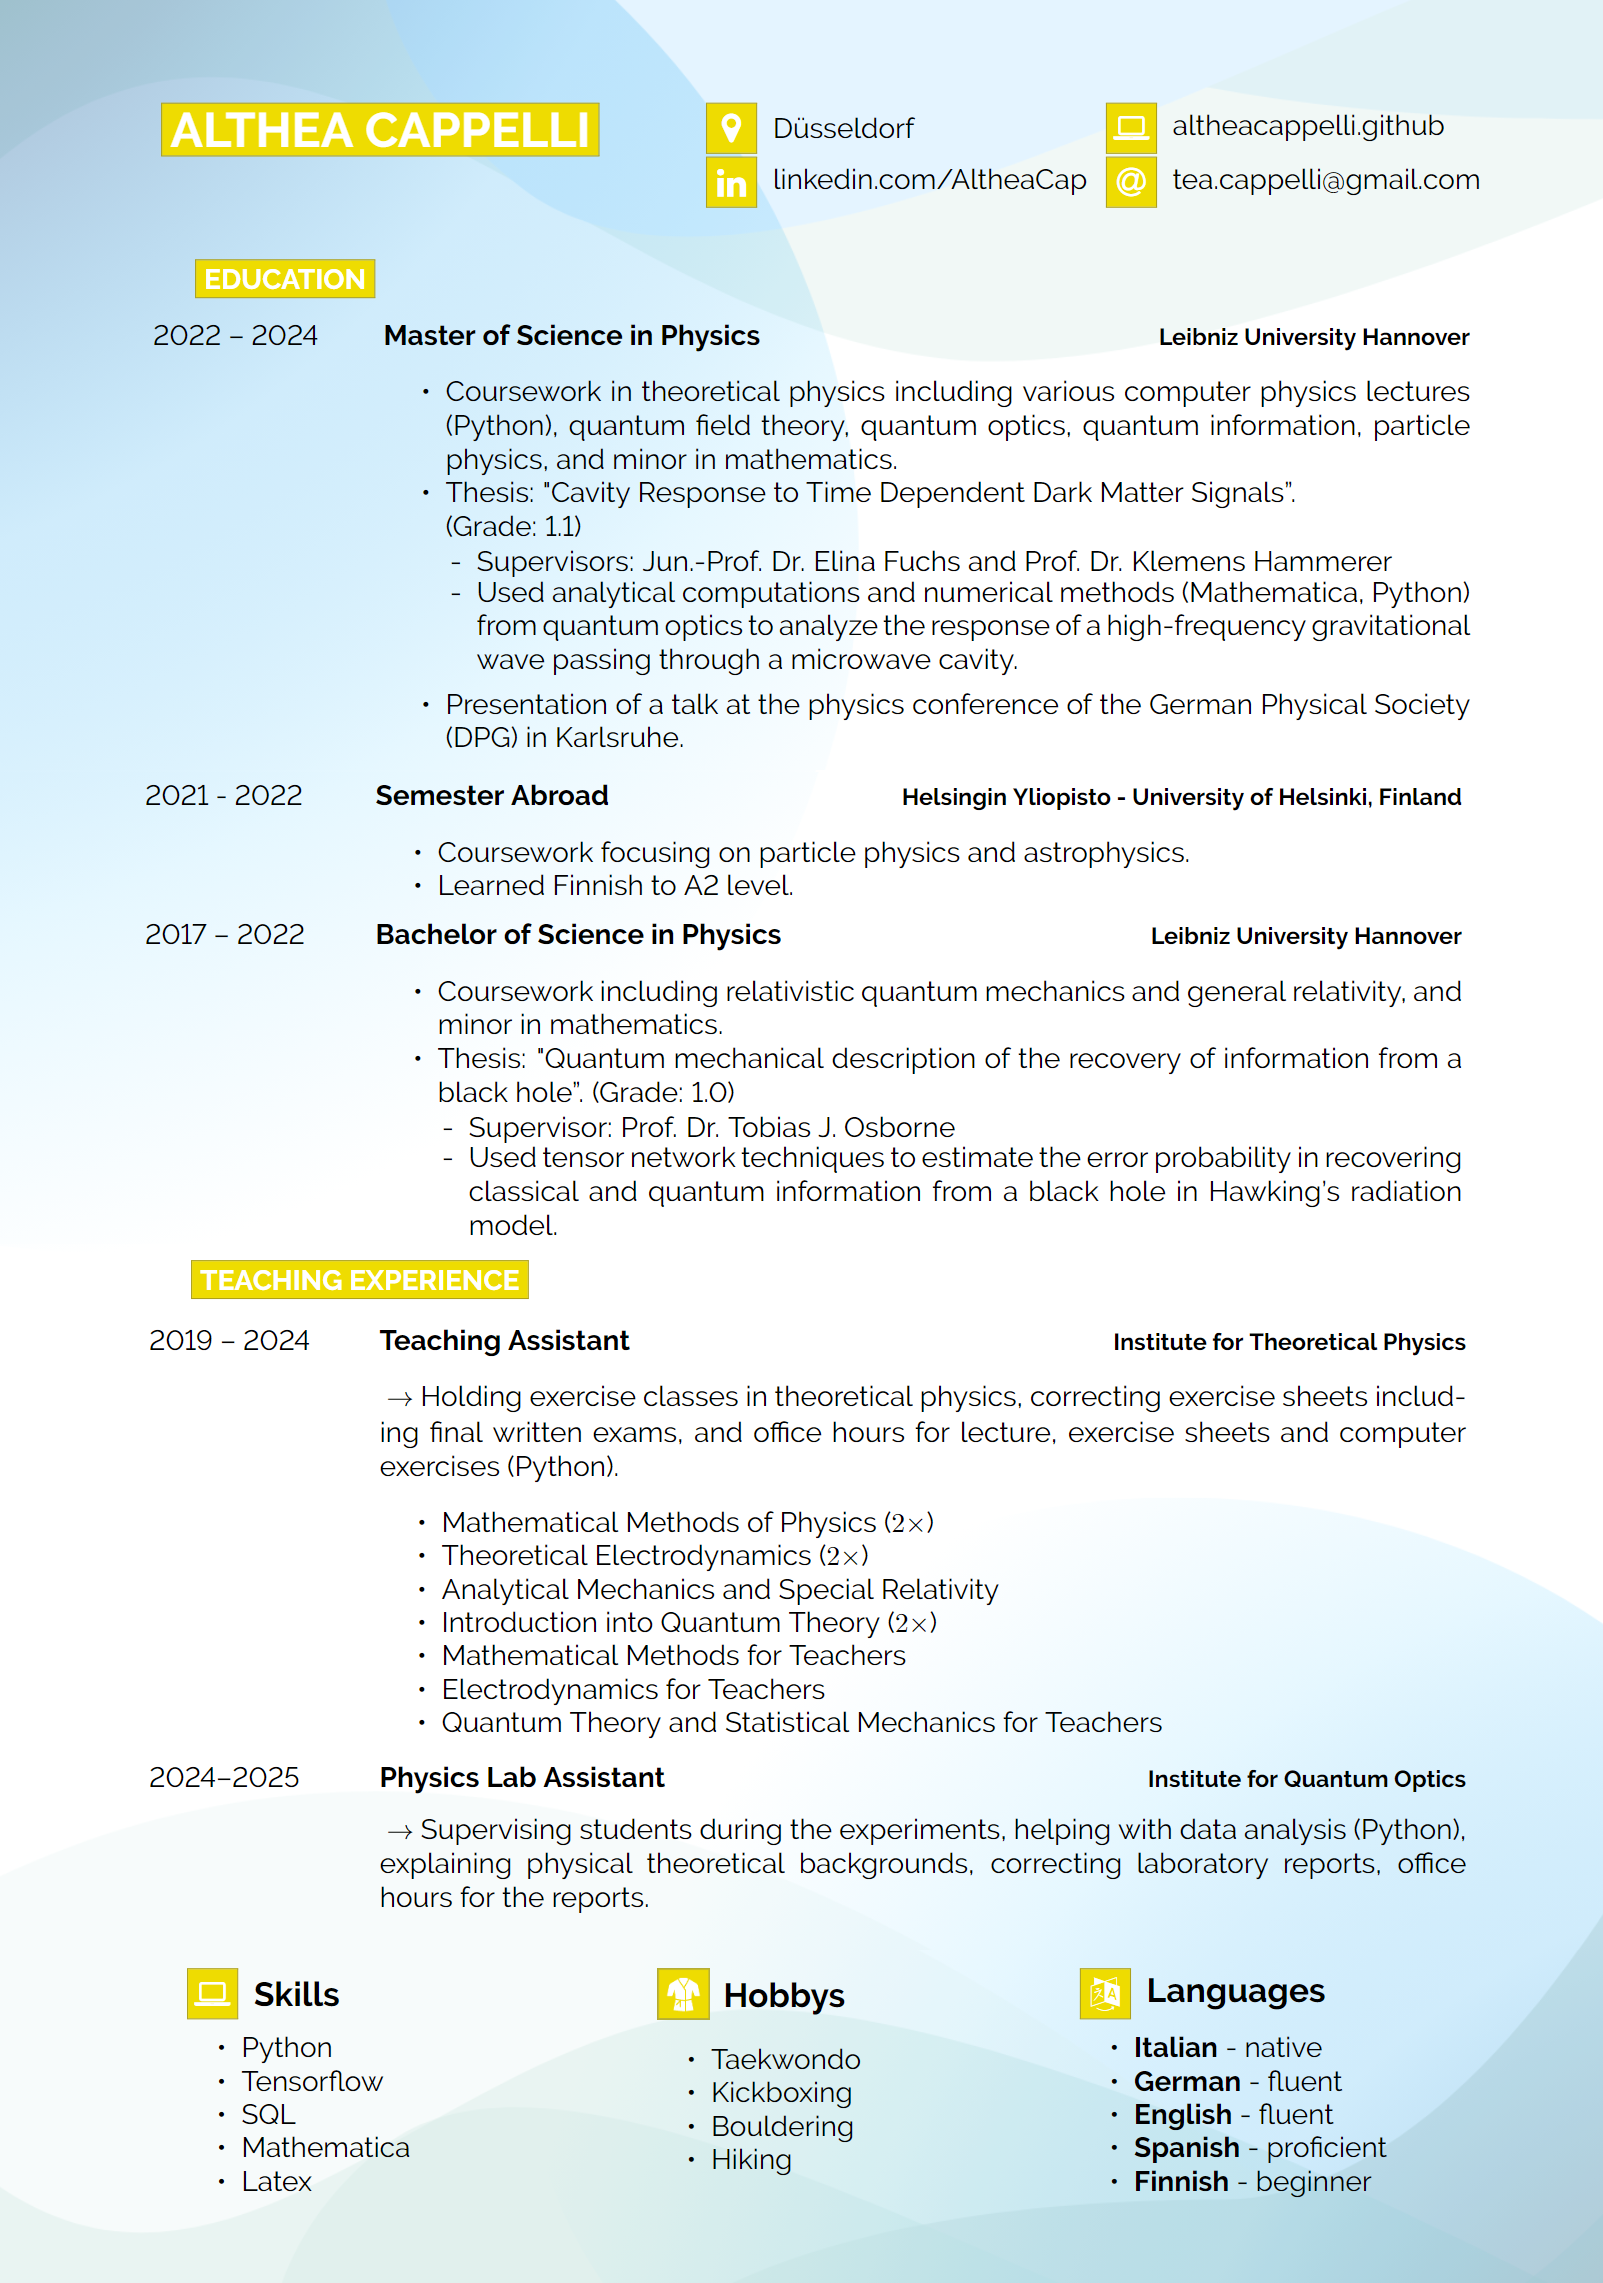 ALTHEA CAPPELLI
Düsseldorf
altheacappelli.github
linkedin.com/AltheaCap
tea.cappelli@gmail.com
EDUCATION
2022 – 2024 Master of Science in Physics Leibniz University Hannover
• Coursework in theoretical physics including various computer physics lectures
(Python), quantum field theory, quantum optics, quantum information, particle
physics, and minor in mathematics.
• Thesis: "Cavity Response to Time Dependent Dark Matter Signals”.
(Grade: 1.1)
- Supervisors: Jun.-Prof. Dr. Elina Fuchs and Prof. Dr. Klemens Hammerer
- Used analytical computations and numerical methods (Mathematica, Python)
from quantum optics to analyze the response of a high-frequency gravitational
wave passing through a microwave cavity.
• Presentation of a talk at the physics conference of the German Physical Society
(DPG) in Karlsruhe.
2021 - 2022 Semester Abroad Helsingin Yliopisto - University of Helsinki, Finland
• Coursework focusing on particle physics and astrophysics.
• Learned Finnish to A2 level.
2017 – 2022 Bachelor of Science in Physics Leibniz University Hannover
• Coursework including relativistic quantum mechanics and general relativity, and
minor in mathematics.
• Thesis: "Quantum mechanical description of the recovery of information from a
black hole”. (Grade: 1.0)
- Supervisor: Prof. Dr. Tobias J. Osborne
- Used tensor network techniques to estimate the error probability in recovering
classical and quantum information from a black hole in Hawking’s radiation
model.
TEACHING EXPERIENCE
2019 – 2024 Teaching Assistant Institute for Theoretical Physics
→ Holding exercise classes in theoretical physics, correcting exercise sheets includ-
ing final written exams, and office hours for lecture, exercise sheets and computer
exercises (Python).
• Mathematical Methods of Physics (2×)
• Theoretical Electrodynamics (2×)
• Analytical Mechanics and Special Relativity
• Introduction into Quantum Theory (2×)
• Mathematical Methods for Teachers
• Electrodynamics for Teachers
• Quantum Theory and Statistical Mechanics for Teachers
2024–2025 Physics Lab Assistant Institute for Quantum Optics
→ Supervising students during the experiments, helping with data analysis (Python),
explaining physical theoretical backgrounds, correcting laboratory reports, office
hours for the reports.
Skills
• Python
• Tensorflow
• SQL
• Mathematica
• Latex
Hobbys
• Taekwondo
• Kickboxing
• Bouldering
• Hiking
Languages
• Italian - native
• German - fluent
• English - fluent
• Spanish - proficient
• Finnish - beginner